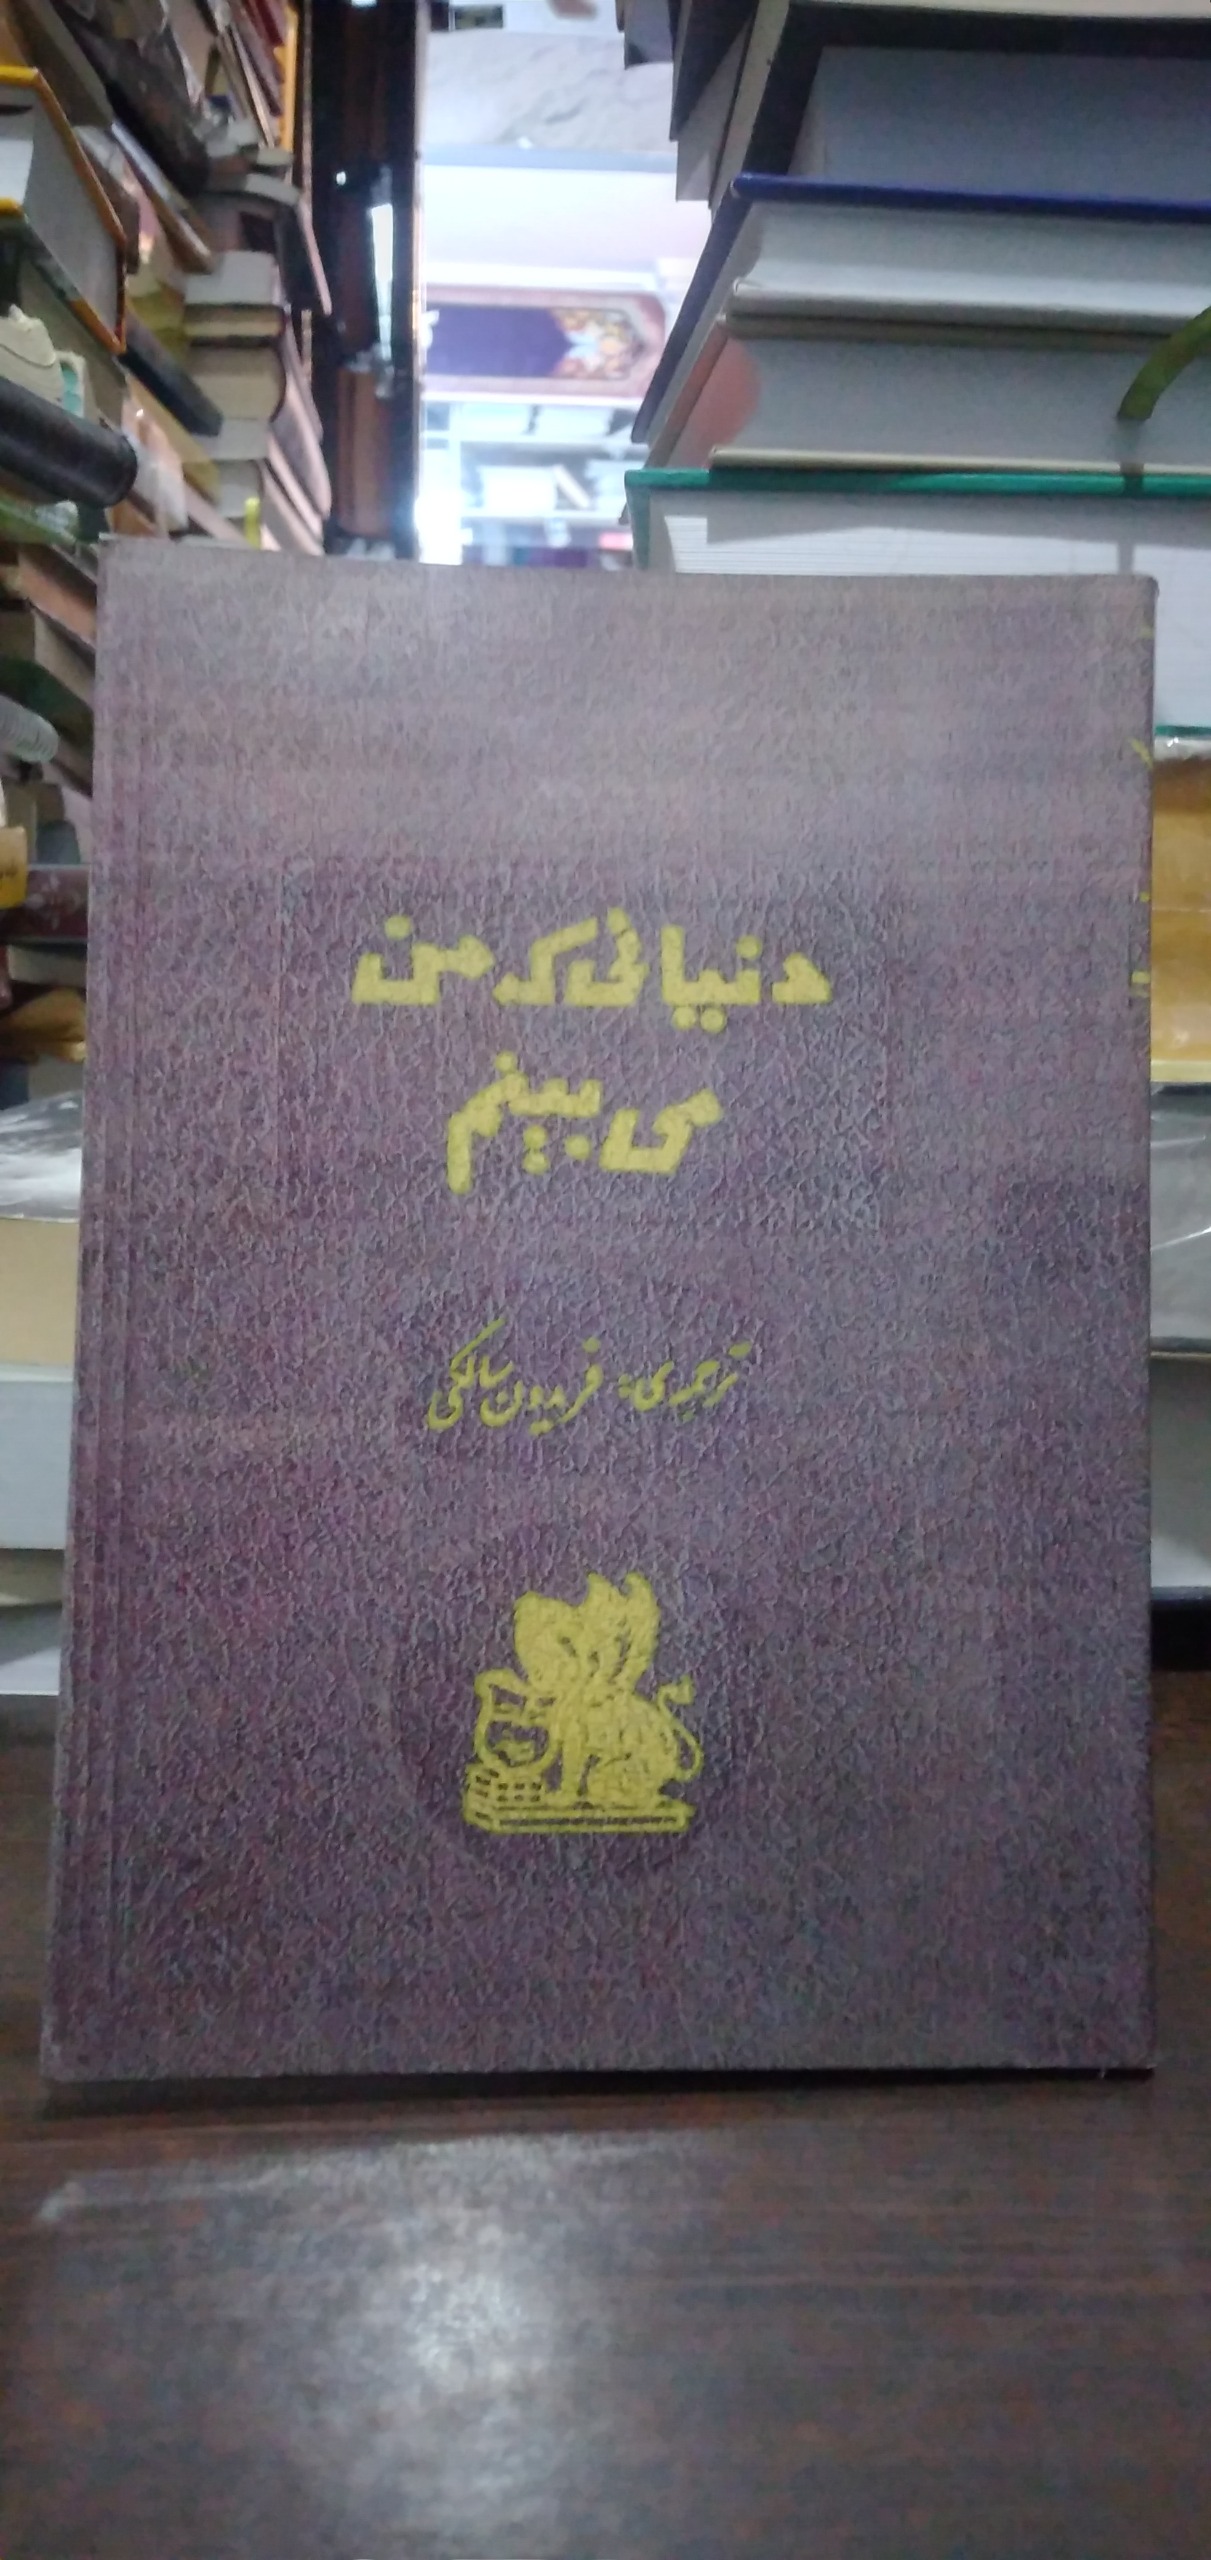 دنیائی که من
می بینم
ترجمه‌ی: فریدون سالکی